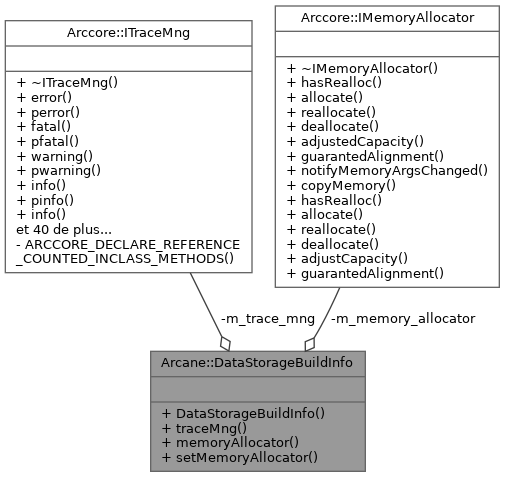 Arccore::ITraceMng
+ ~ITraceMng()
+ error()
+ perror()
+ fatal()
+ pfatal()
+ warning()
+ pwarning()
+ info()
+ pinfo()
+ info()
et 40 de plus...
- ARCCORE_DECLARE_REFERENCE
_COUNTED_INCLASS_METHODS()
Arccore::IMemoryAllocator
+ ~IMemoryAllocator()
+ hasRealloc()
+ allocate()
+ reallocate()
+ deallocate()
+ adjustedCapacity()
+ guarantedAlignment()
+ notifyMemoryArgsChanged()
+ copyMemory()
+ hasRealloc()
+ allocate()
+ reallocate()
+ deallocate()
+ adjustCapacity()
+ guarantedAlignment()
-m_trace_mng
-m_memory_allocator
Arcane::DataStorageBuildInfo
+ DataStorageBuildInfo()
+ traceMng()
+ memoryAllocator()
+ setMemoryAllocator()